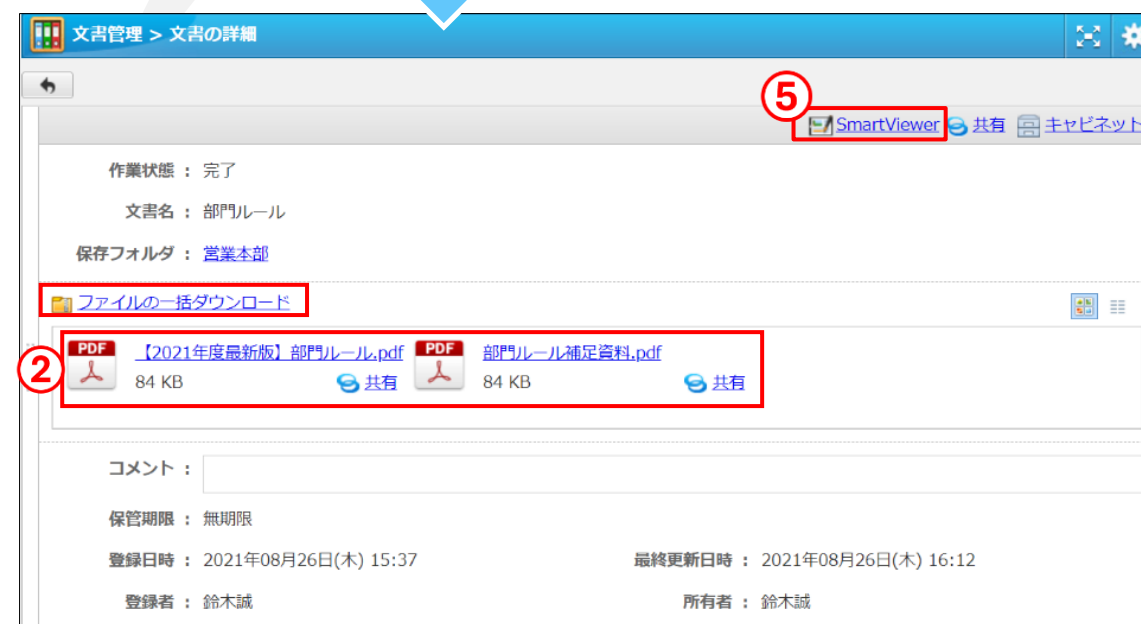 文書管理 > 文書の詳細
⑤
SmartViewer 共有 キャビネット
作業状態 : 完了
文書名 : 部門ルール
保存フォルダ : 営業本部
ファイルの一括ダウンロード
②
PDF 【2021年度最新版】部門ルール.pdf PDF 部門ルール補足資料.pdf
84 KB 共有 84 KB 共有
コメント :
保管期限 : 無期限
登録日時 : 2021年08月26日(木) 15:37 最終更新日時 : 2021年08月26日(木) 16:12
登録者 : 鈴木誠 所有者 : 鈴木誠